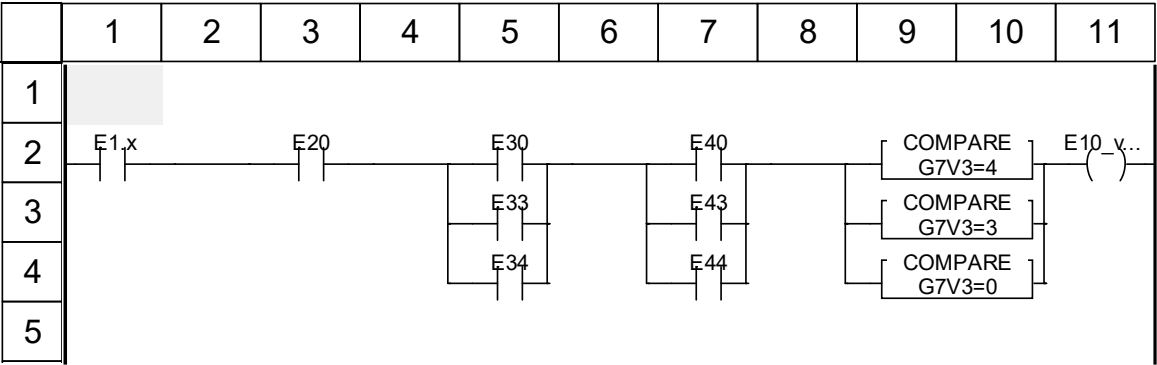 1 2 3 4 5 6 7 8 9 10 11
1
E1.x E20 E30 E40 COMPARE E10_v...
2 G7V3=4
E33 E43 COMPARE
3 G7V3=3
E34 E44 COMPARE
4 G7V3=0
5